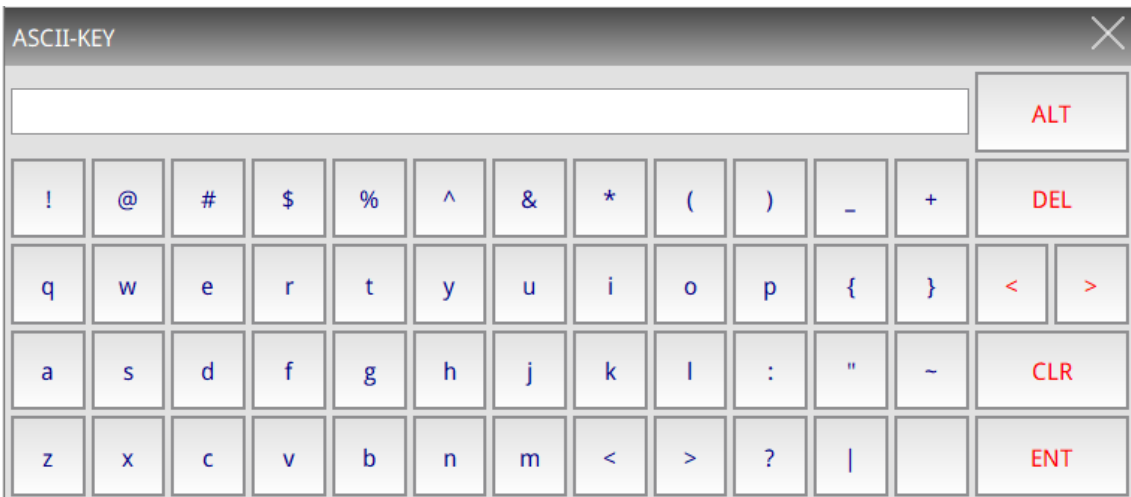 ASCII-KEY
ALT
! @ # $ % ^ & * ( ) _ + DEL
q w e r t y u i o p { } < >
a s d f g h j k l : " ~ CLR
z x c v b n m < > ? | ENT